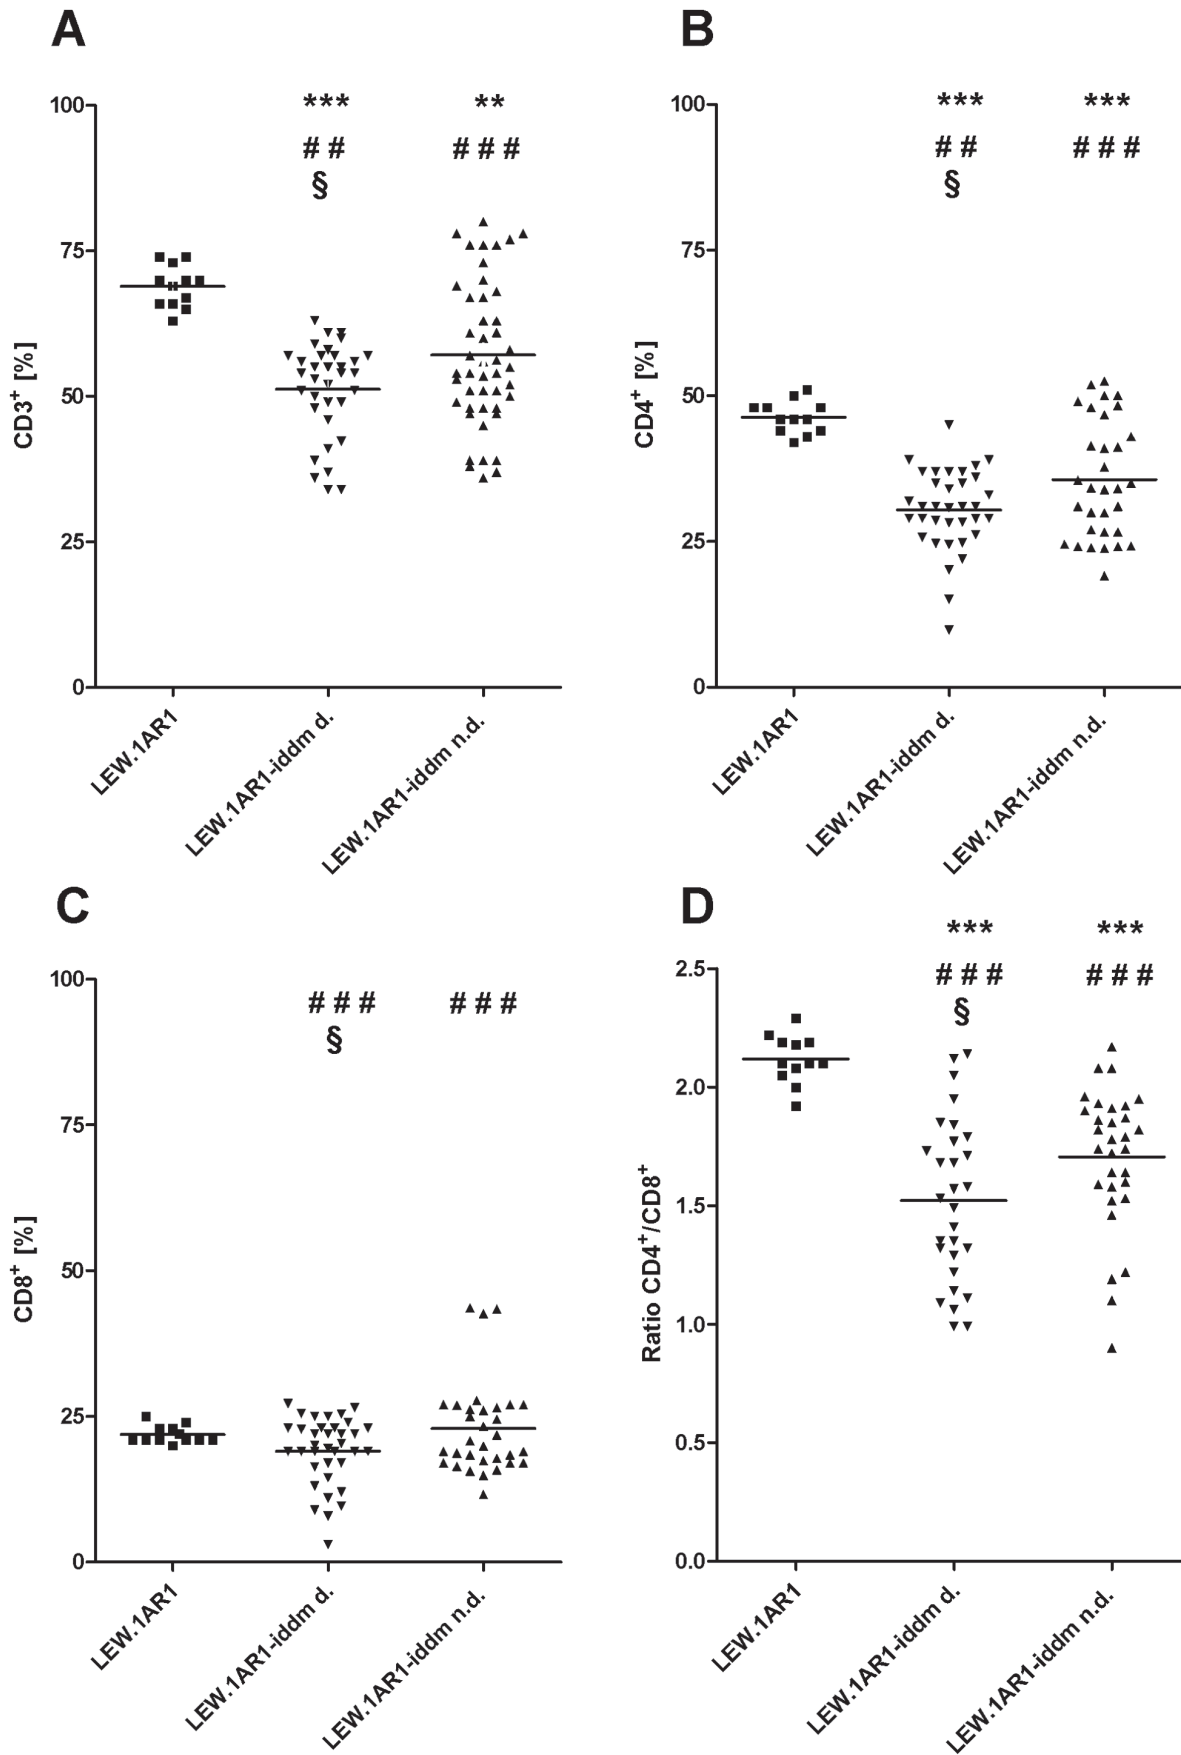 A
CD3⁺ [%]
100
75
50
25
0
***
# #
§
**
# # #
LEW.1AR1
LEW.1AR1-iddm d.
LEW.1AR1-iddm n.d.
B
CD4⁺ [%]
100
75
50
25
0
***
# #
§
***
# # #
LEW.1AR1
LEW.1AR1-iddm d.
LEW.1AR1-iddm n.d.
C
CD8⁺ [%]
100
75
50
25
0
# # #
§
# # #
LEW.1AR1
LEW.1AR1-iddm d.
LEW.1AR1-iddm n.d.
D
Ratio CD4⁺/CD8⁺
2.5
2.0
1.5
1.0
0.5
0.0
***
# # #
§
***
# # #
LEW.1AR1
LEW.1AR1-iddm d.
LEW.1AR1-iddm n.d.